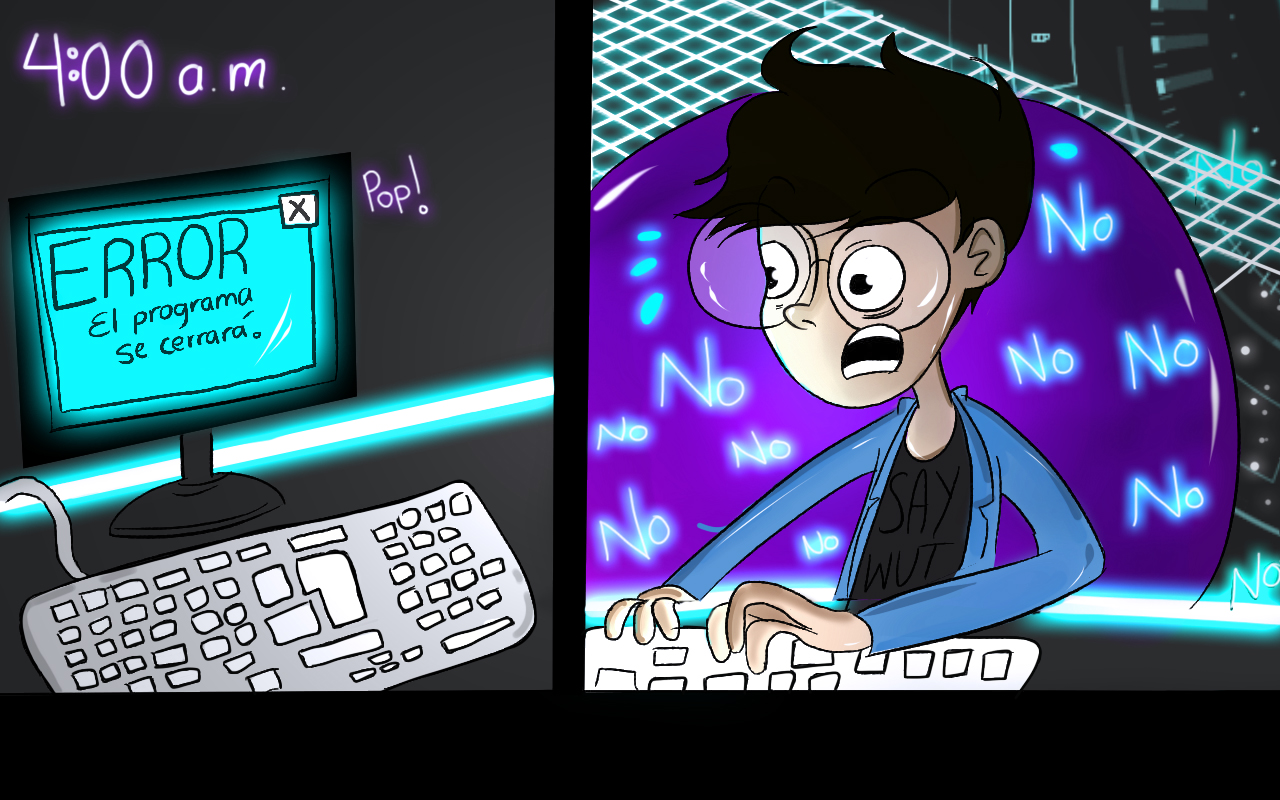 4:00 a.m.
Pop!
X
ERROR
El programa
se cerrará.
No
No
No
No
No
No
No
No
No
No
No
SAY
WUT